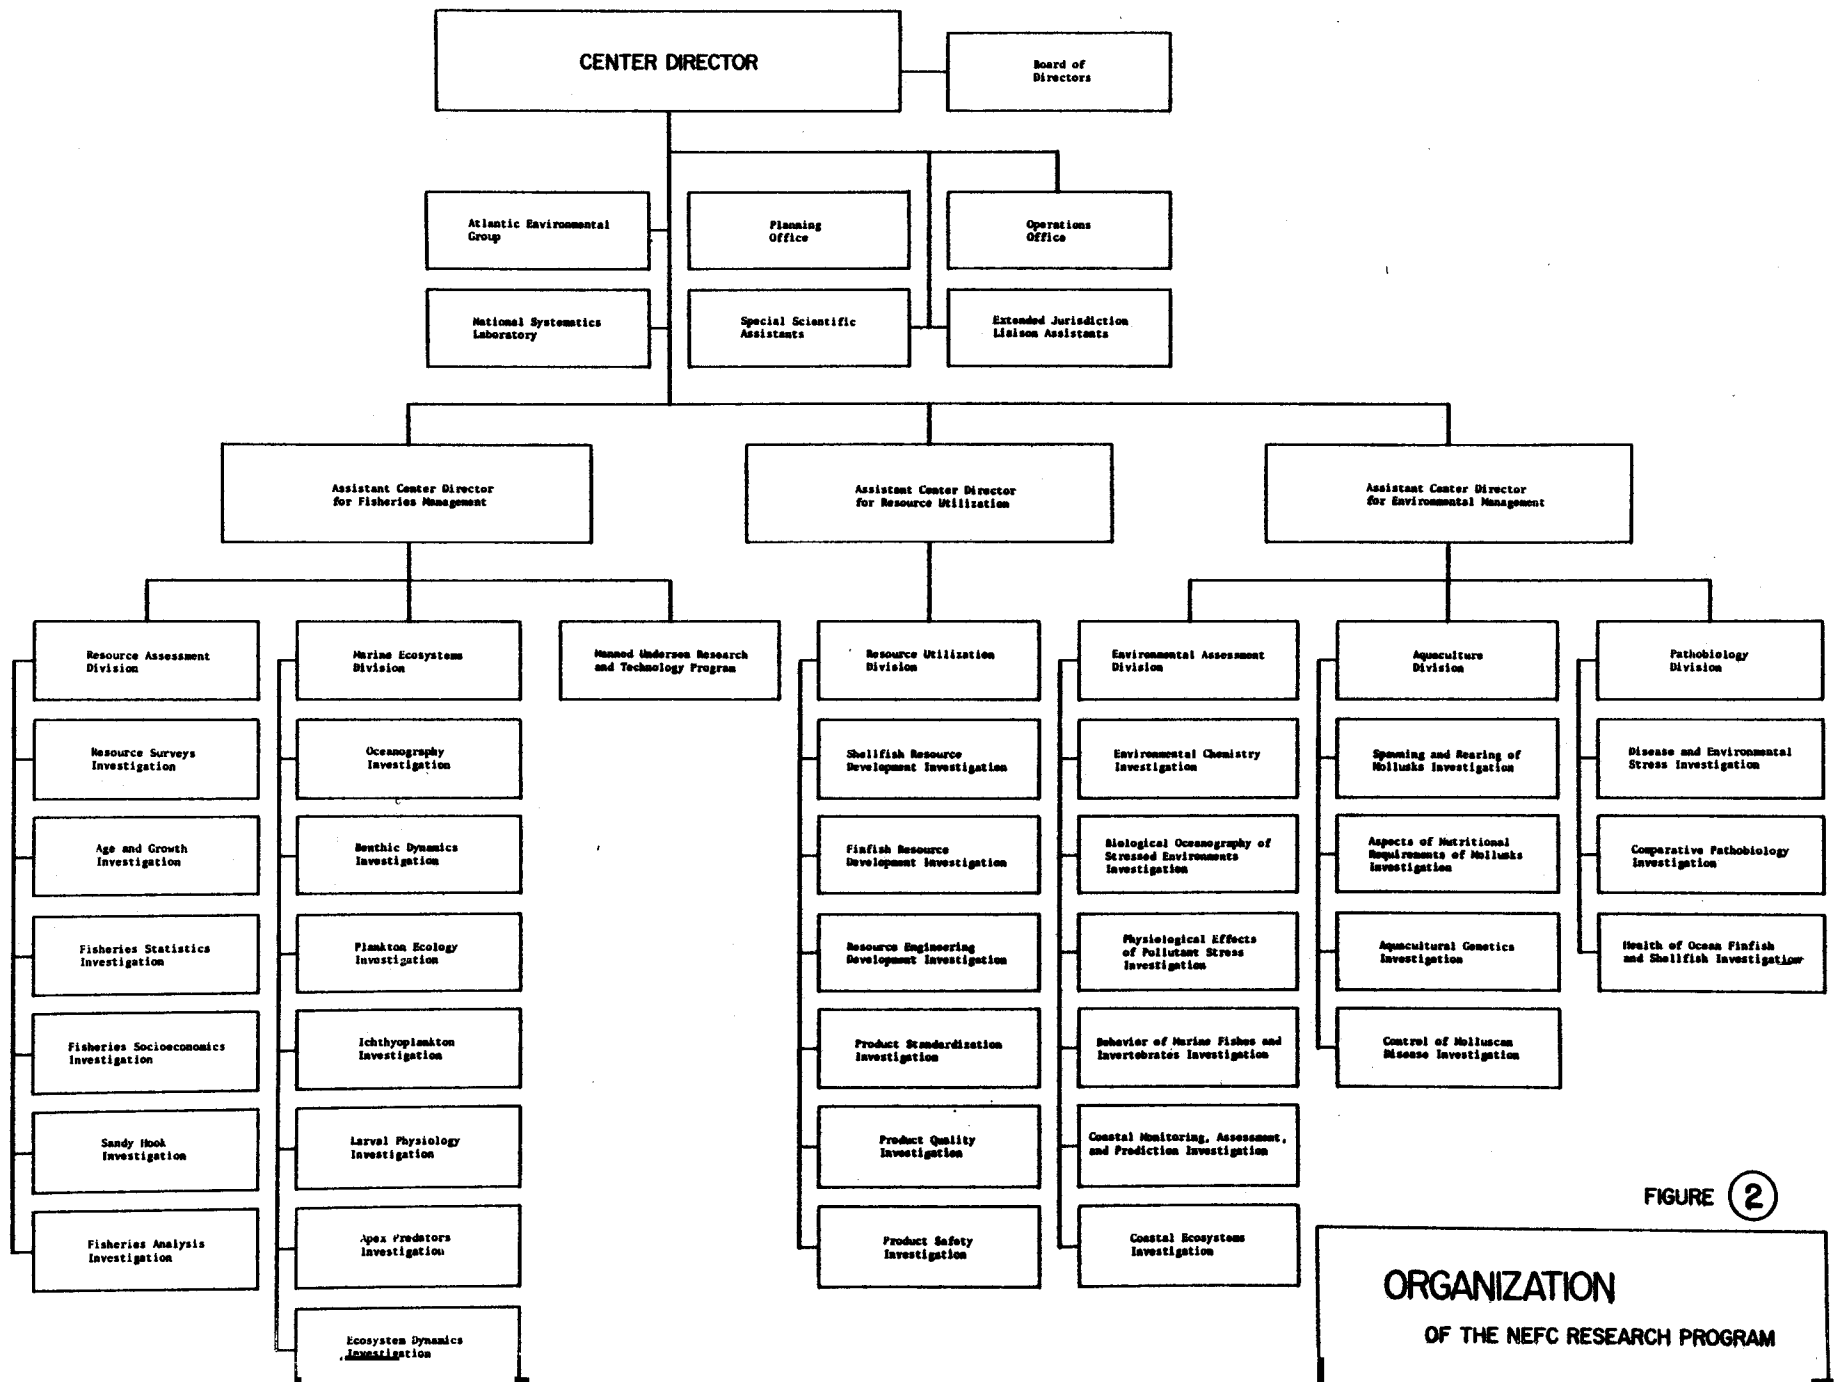 CENTER DIRECTOR
Board of
Directors
Atlantic Environmental
Group
Planning
Office
Operations
Office
National Systematics
Laboratory
Special Scientific
Assistants
Extended Jurisdiction
Liaison Assistants
Assistant Center Director
for Fisheries Management
Assistant Center Director
for Resource Utilization
Assistant Center Director
for Environmental Management
Resource Assessment
Division
Resource Surveys
Investigation
Age and Growth
Investigation
Fisheries Statistics
Investigation
Fisheries Socioeconomics
Investigation
Sandy Hook
Investigation
Fisheries Analysis
Investigation
Marine Ecosystems
Division
Oceanography
Investigation
Benthic Dynamics
Investigation
Plankton Ecology
Investigation
Ichthyoplankton
Investigation
Larval Physiology
Investigation
Apex Predators
Investigation
Ecosystem Dynamics
Investigation
Manned Undersea Research
and Technology Program
Resource Utilization
Division
Shellfish Resource
Development Investigation
Finfish Resource
Development Investigation
Resource Engineering
Development Investigation
Product Standardization
Investigation
Product Quality
Investigation
Product Safety
Investigation
Environmental Assessment
Division
Environmental Chemistry
Investigation
Biological Oceanography of
Stressed Environments
Investigation
Physiological Effects
of Pollutant Stress
Investigation
Behavior of Marine Fishes and
Invertebrates Investigation
Coastal Monitoring, Assessment,
and Prediction Investigation
Coastal Ecosystems
Investigation
Aquaculture
Division
Spawning and Rearing of
Mollusks Investigation
Aspects of Nutritional
Requirements of Mollusks
Investigation
Aquacultural Genetics
Investigation
Control of Molluscan
Disease Investigation
Pathobiology
Division
Disease and Environmental
Stress Investigation
Comparative Pathobiology
Investigation
Health of Ocean Finfish
and Shellfish Investigation
FIGURE 2
ORGANIZATION
OF THE NEFC RESEARCH PROGRAM